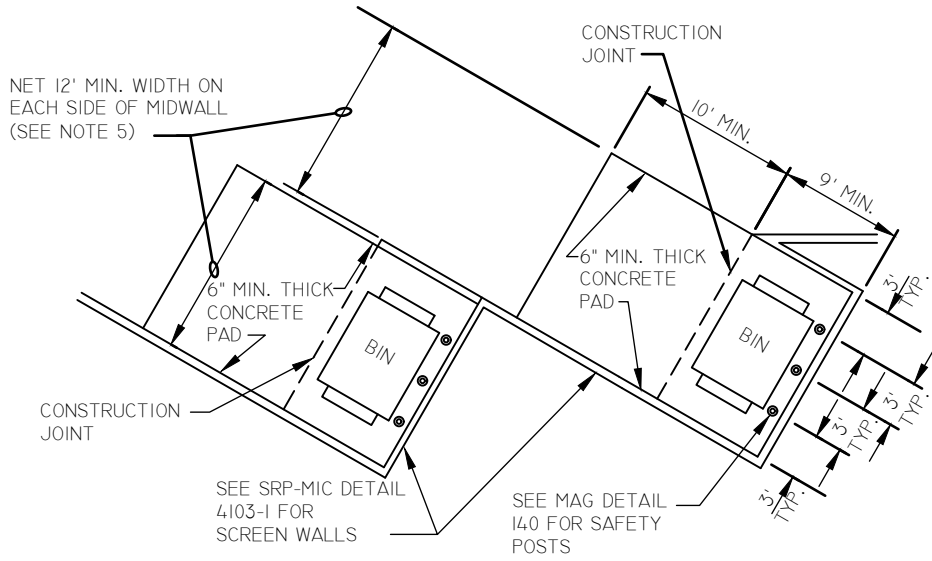 CONSTRUCTION
JOINT
NET 12' MIN. WIDTH ON
EACH SIDE OF MIDWALL
(SEE NOTE 5)
10' MIN.
9' MIN.
6" MIN. THICK
CONCRETE
PAD
6" MIN. THICK
CONCRETE
PAD
BIN
BIN
3'
TYP.
3'
TYP.
3'
TYP.
3'
TYP.
CONSTRUCTION
JOINT
SEE SRP-MIC DETAIL
4103-1 FOR
SCREEN WALLS
SEE MAG DETAIL
140 FOR SAFETY
POSTS